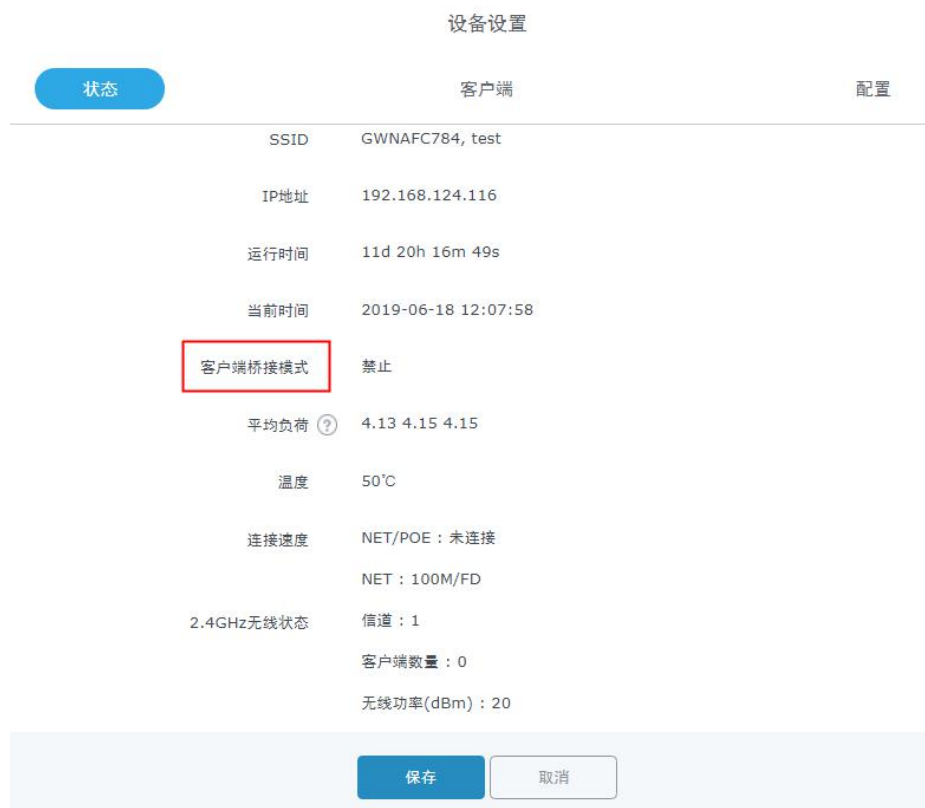 设备设置
状态 客户端 配置
SSID GWNAFC784, test
IP地址 192.168.124.116
运行时间 11d 20h 16m 49s
当前时间 2019-06-18 12:07:58
客户端桥接模式 禁止
平均负荷 ? 4.13 4.15 4.15
温度 50℃
连接速度 NET/POE : 未连接
NET : 100M/FD
2.4GHz无线状态 信道 : 1
客户端数量 : 0
无线功率(dBm) : 20
保存 取消